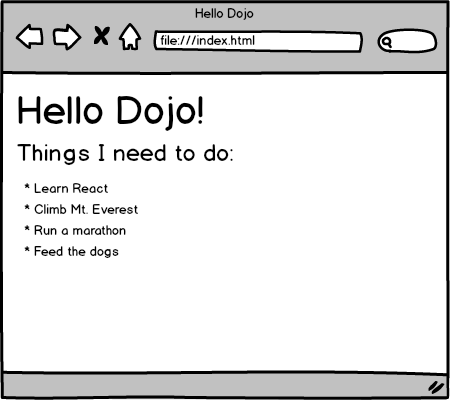 Hello Dojo
file:///index.html
Hello Dojo!
Things I need to do:
* Learn React
* Climb Mt. Everest
* Run a marathon
* Feed the dogs